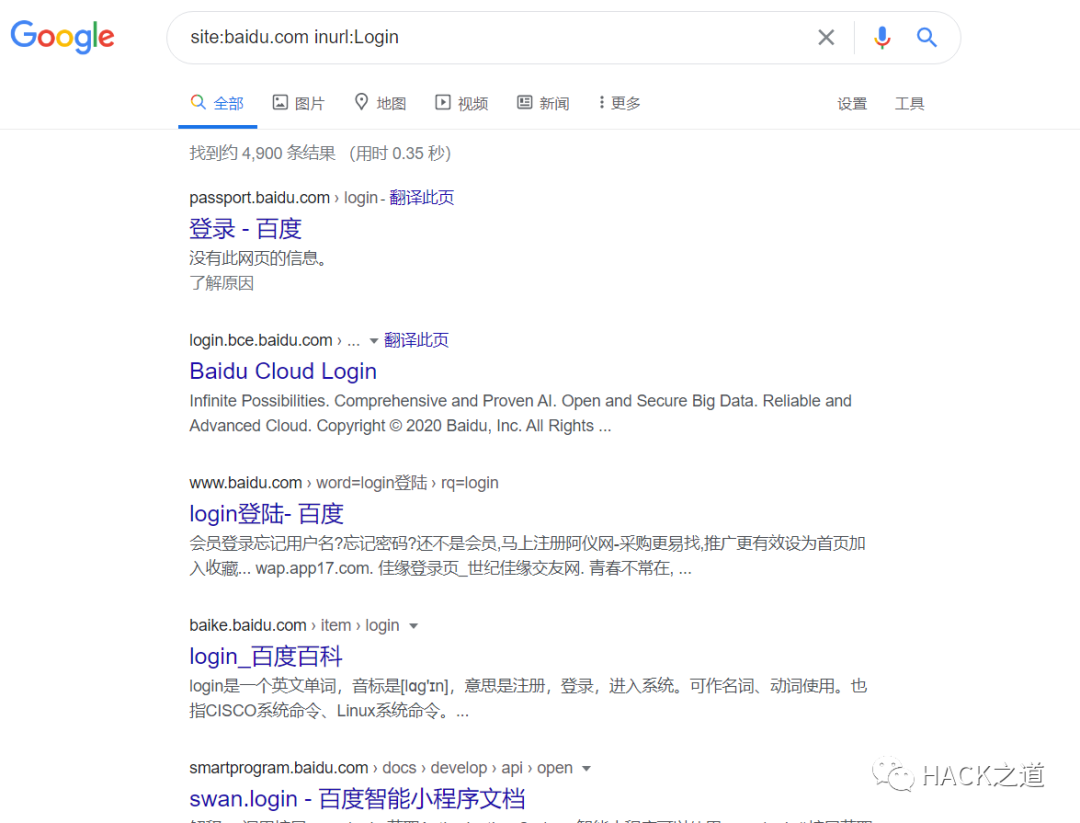 Google
site:baidu.com inurl:Login
全部 图片 地图 视频 新闻 更多 设置 工具
找到约 4,900 条结果 （用时 0.35 秒）
passport.baidu.com › login - 翻译此页
登录 - 百度
没有此网页的信息。
了解原因
login.bce.baidu.com › ... 翻译此页
Baidu Cloud Login
Infinite Possibilities. Comprehensive and Proven AI. Open and Secure Big Data. Reliable and
Advanced Cloud. Copyright © 2020 Baidu, Inc. All Rights ...
www.baidu.com › word=login登陆 › rq=login
login登陆- 百度
会员登录忘记用户名?忘记密码?还不是会员,马上注册阿仪网-采购更易找,推广更有效设为首页加
入收藏... wap.app17.com. 佳缘登录页_世纪佳缘交友网. 青春不常在, ...
baike.baidu.com › item › login
login_百度百科
login是一个英文单词，音标是[lɑg'ɪn]，意思是注册，登录，进入系统。可作名词、动词使用。也
指CISCO系统命令、Linux系统命令。...
smartprogram.baidu.com › docs › develop › api › open
swan.login - 百度智能小程序文档
HACK之道